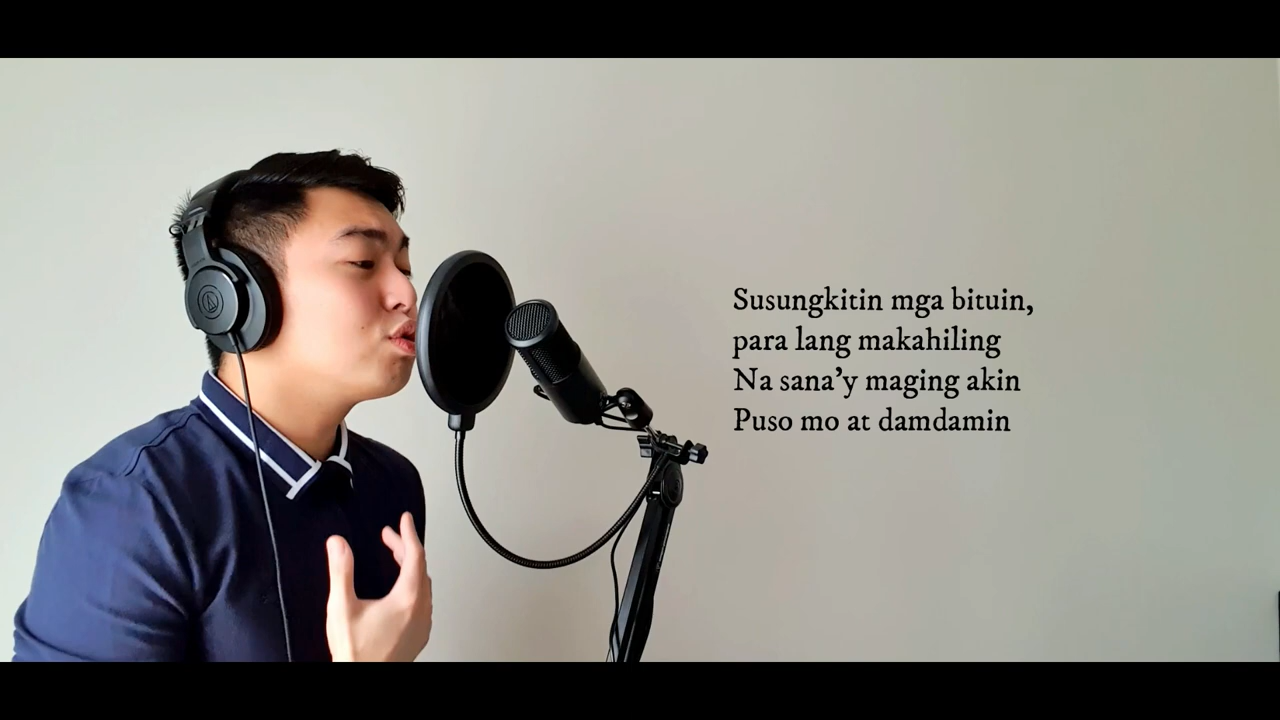 Susungkitin mga bituin,
para lang makahiling
Na sana’y maging akin
Puso mo at damdamin